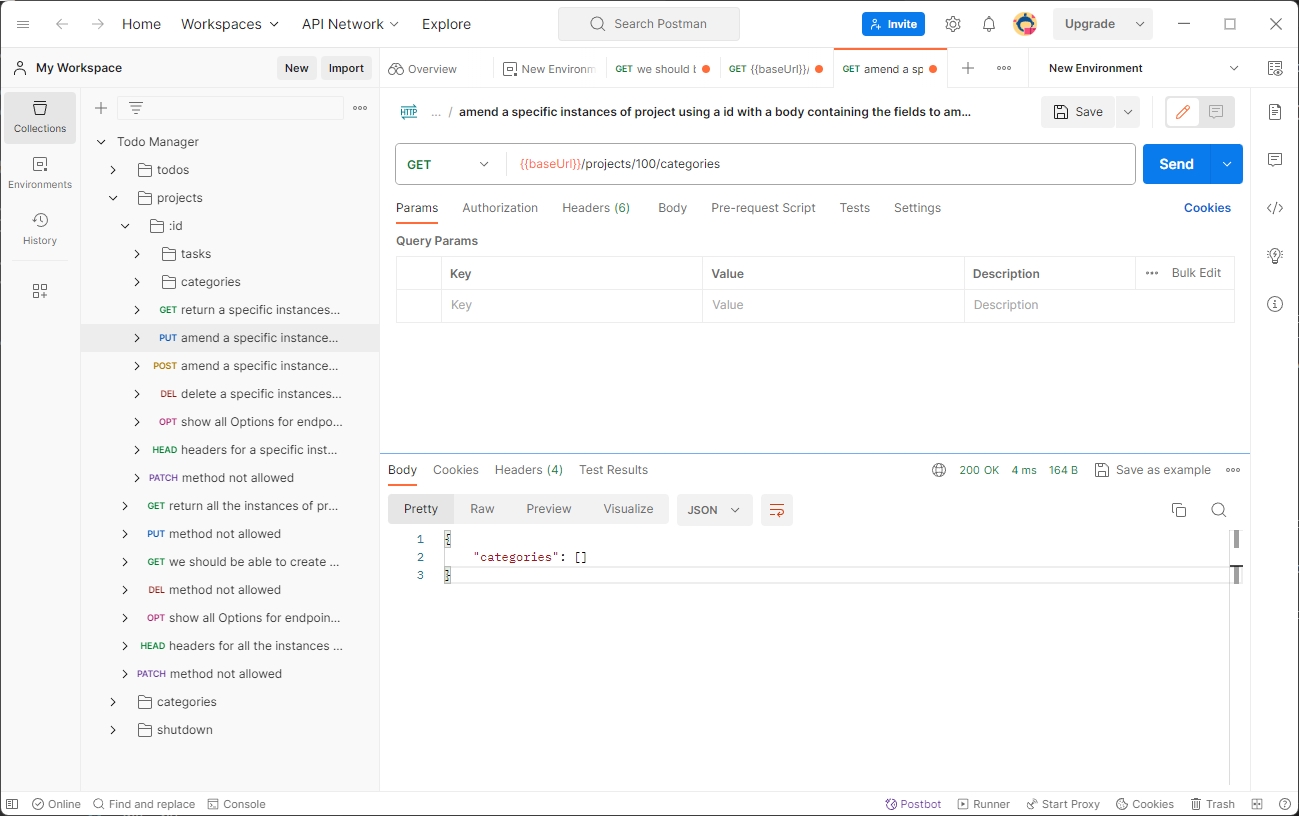 Home Workspaces API Network Explore Search Postman Invite Upgrade
My Workspace New Import Overview New Environm GET we should b GET {{baseUrl}}/ GET amend a sp New Environment
Collections
Environments
History
Todo Manager
todos
projects
:id
tasks
categories
GET return a specific instances...
PUT amend a specific instance...
POST amend a specific instance...
DEL delete a specific instances...
OPT show all Options for endpo...
HEAD headers for a specific inst...
PATCH method not allowed
GET return all the instances of pr...
PUT method not allowed
GET we should be able to create ...
DEL method not allowed
OPT show all Options for endpoin...
HEAD headers for all the instances ...
PATCH method not allowed
categories
shutdown
HTTP ... / amend a specific instances of project using a id with a body containing the fields to am... Save
GET {{baseUrl}}/projects/100/categories Send
Params Authorization Headers (6) Body Pre-request Script Tests Settings Cookies
Query Params
Key Value Description ... Bulk Edit
Key Value Description
Body Cookies Headers (4) Test Results 200 OK 4 ms 164 B Save as example
Pretty Raw Preview Visualize JSON
1 {
2 "categories": []
3 }
Online Find and replace Console Postbot Runner Start Proxy Cookies Trash